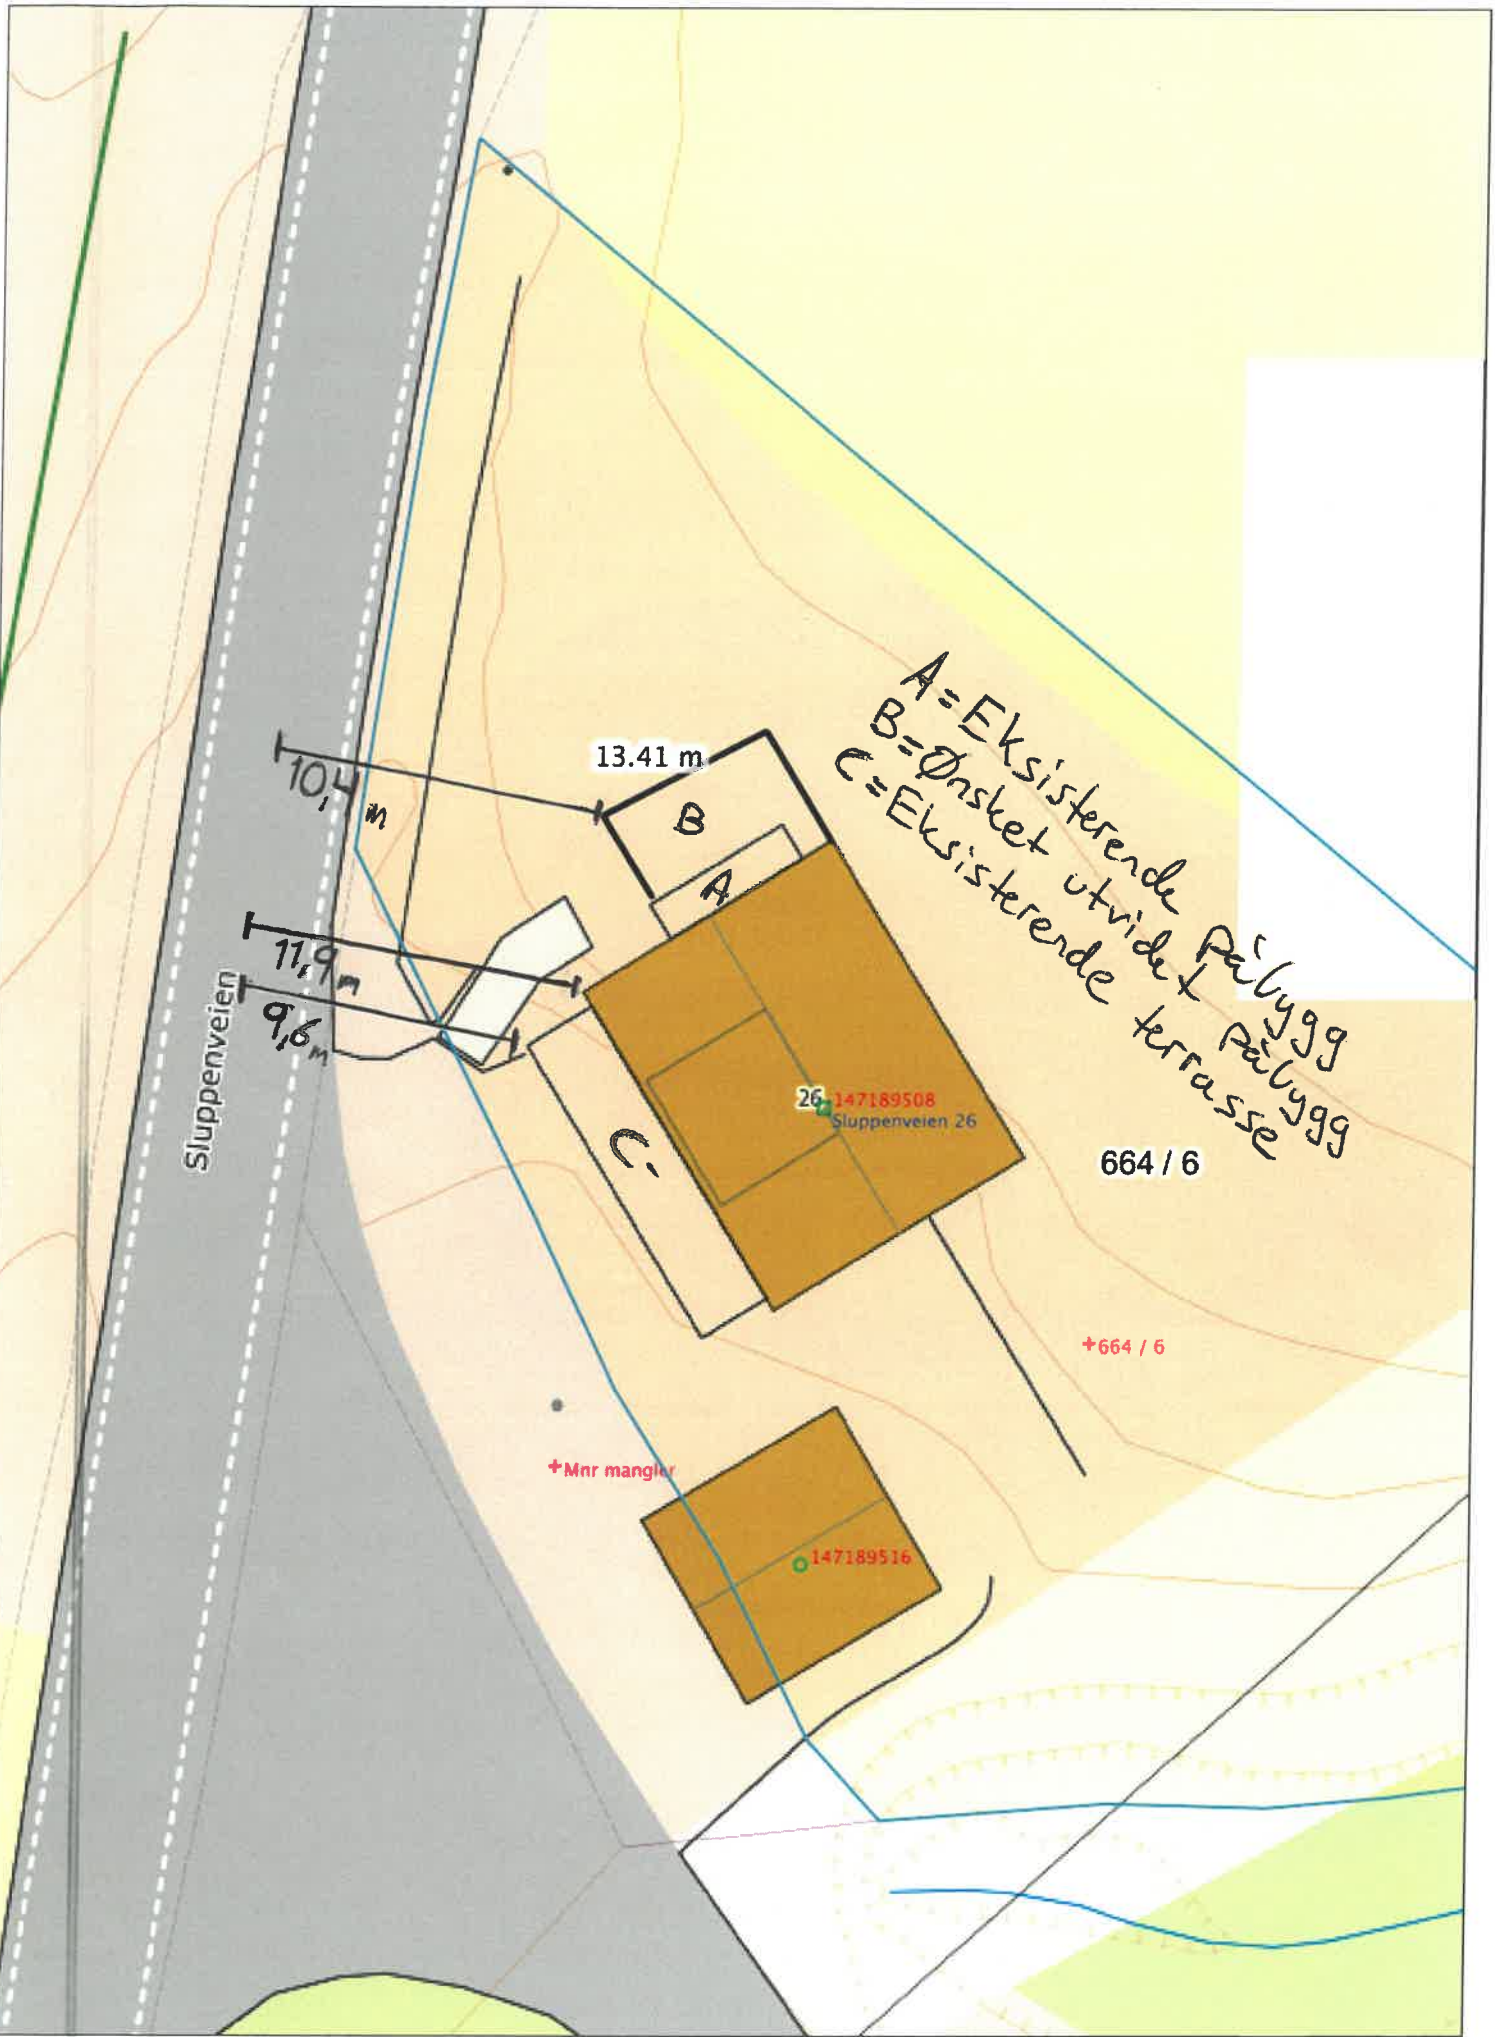 13.41 m
10,4 m
B
A
A=Eksisterende påbygg
B=Ønsket utvidet påbygg
C=Eksisterende terrasse
11,9 m
9,6 m
Sluppenveien
26
147189508
Sluppenveien 26
C.
664 / 6
+664 / 6
+Mnr mangler
147189516